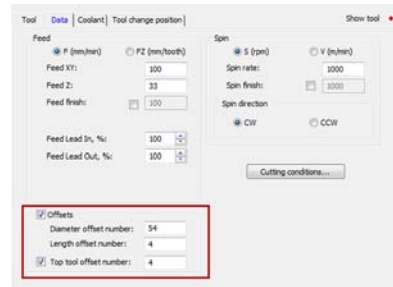 Tool Data Coolant Tool change position Show tool
Feed
F (mm/min) FZ (mm/tooth)
Feed XY: 100
Feed Z: 33
Feed finish: 100
Feed Lead In, %: 100
Feed Lead Out, %: 100
Spin
S (rpm) V (m/min)
Spin rate: 1000
Spin finish: 1000
Spin direction
CW CCW
Cutting conditions...
Offsets
Diameter offset number: 54
Length offset number: 4
Top tool offset number: 4